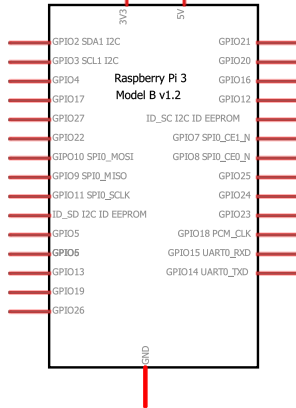 3V3
5V
GPIO2 SDA1 I2C
GPIO3 SCL1 I2C
GPIO4
GPIO17
GPIO27
GPIO22
GIPO10 SPI0_MOSI
GPIO9 SPI0_MISO
GPIO11 SPI0_SCLK
ID_SD I2C ID EEPROM
GPIO5
GPIO6
GPIO13
GPIO19
GPIO26
Raspberry Pi 3
Model B v1.2
GPIO21
GPIO20
GPIO16
GPIO12
ID_SC I2C ID EEPROM
GPIO7 SPI0_CE1_N
GPIO8 SPI0_CE0_N
GPIO25
GPIO24
GPIO23
GPIO18 PCM_CLK
GPIO15 UART0_RXD
GPIO14 UART0_TXD
GND